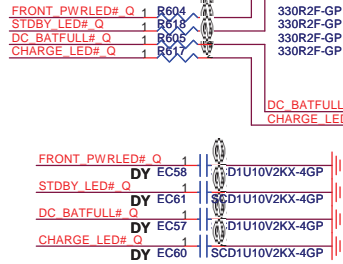 FRONT_PWRLED#_Q 1 R604 330R2F-GP
STDBY_LED#_Q 1 R618 330R2F-GP
DC_BATFULL#_Q 1 R605 330R2F-GP
CHARGE_LED#_Q 1 R617 330R2F-GP
DC_BATFULL
CHARGE_LED
FRONT_PWRLED#_Q 1
DY EC58 D1U10V2KX-4GP
STDBY_LED#_Q 1
DY EC61 SCD1U10V2KX-4GP
DC_BATFULL#_Q 1
DY EC57 D1U10V2KX-4GP
CHARGE_LED#_Q 1
DY EC60 SCD1U10V2KX-4GP